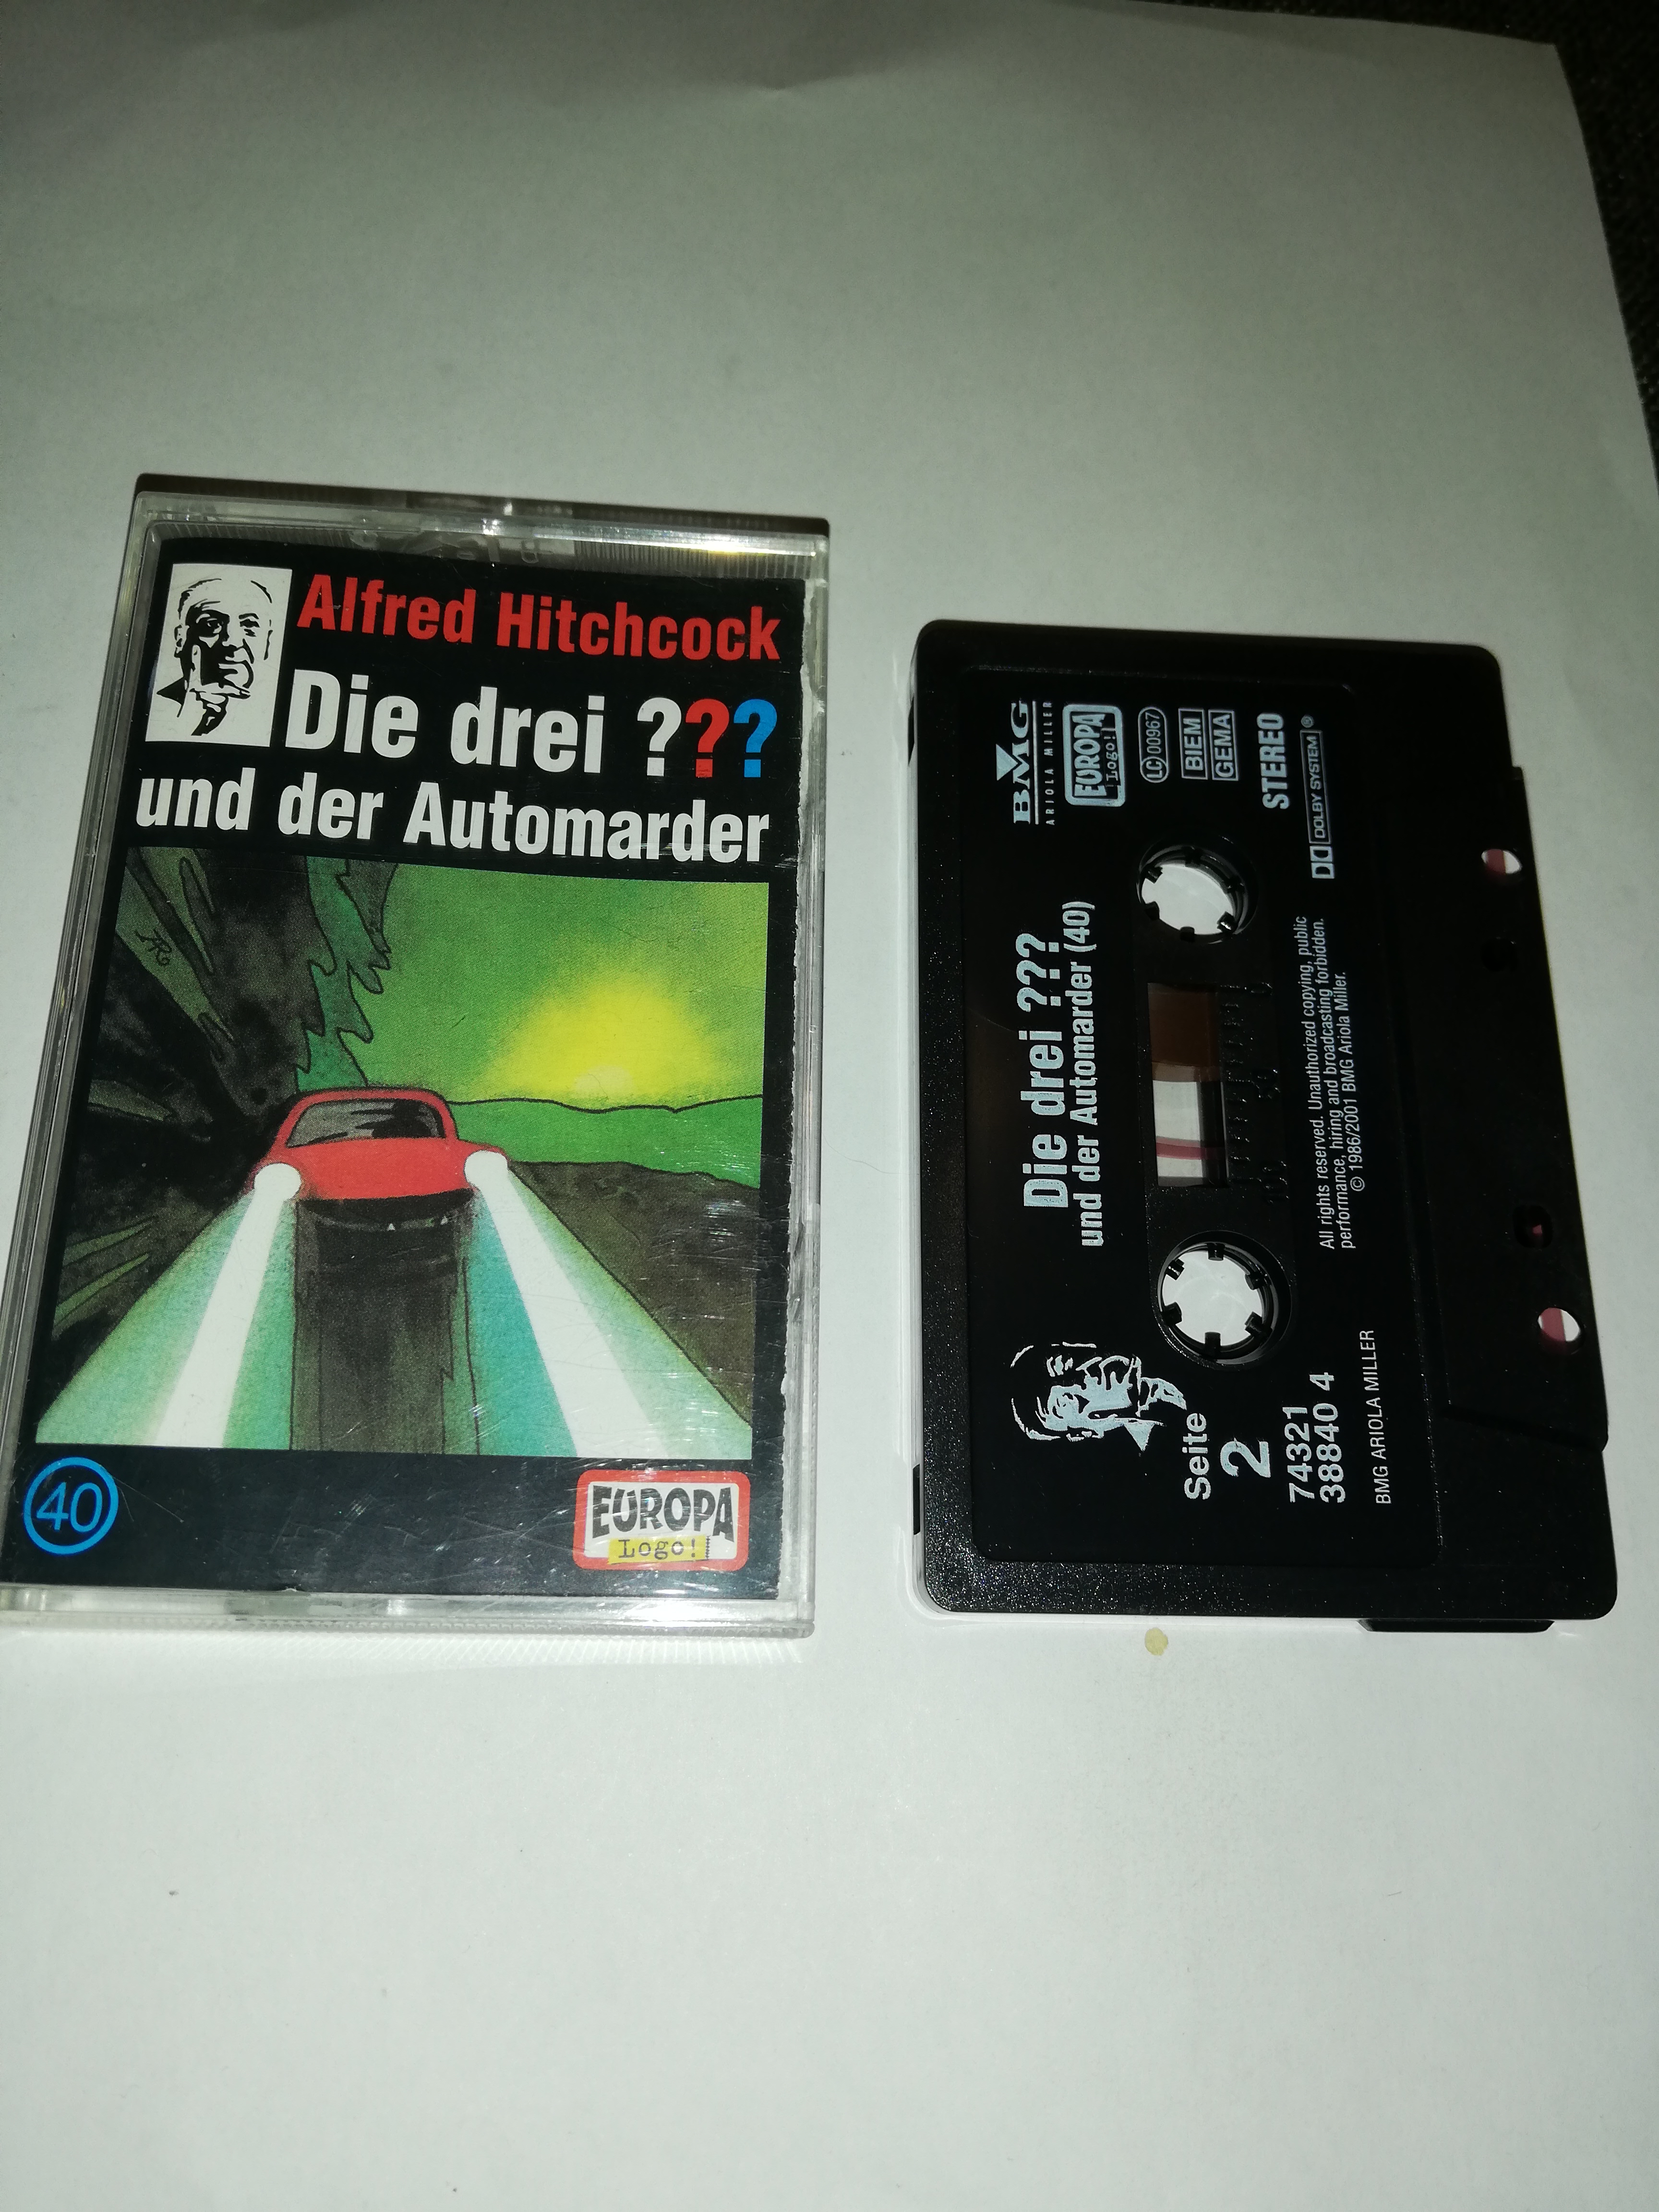 Alfred Hitchcock
Die drei ???
und der Automarder
40
EUROPA
Logo!
BMG
ARIOLA MILLER
EUROPA
Logo!
LC 00967
BIEM
GEMA
STEREO
DOLBY SYSTEM ®
Die drei ???
und der Automarder (40)
All rights reserved. Unauthorized copying, public
performance, hiring and broadcasting forbidden.
© 1986/2001 BMG Ariola Miller.
Seite
2
74321
38840 4
BMG ARIOLA MILLER